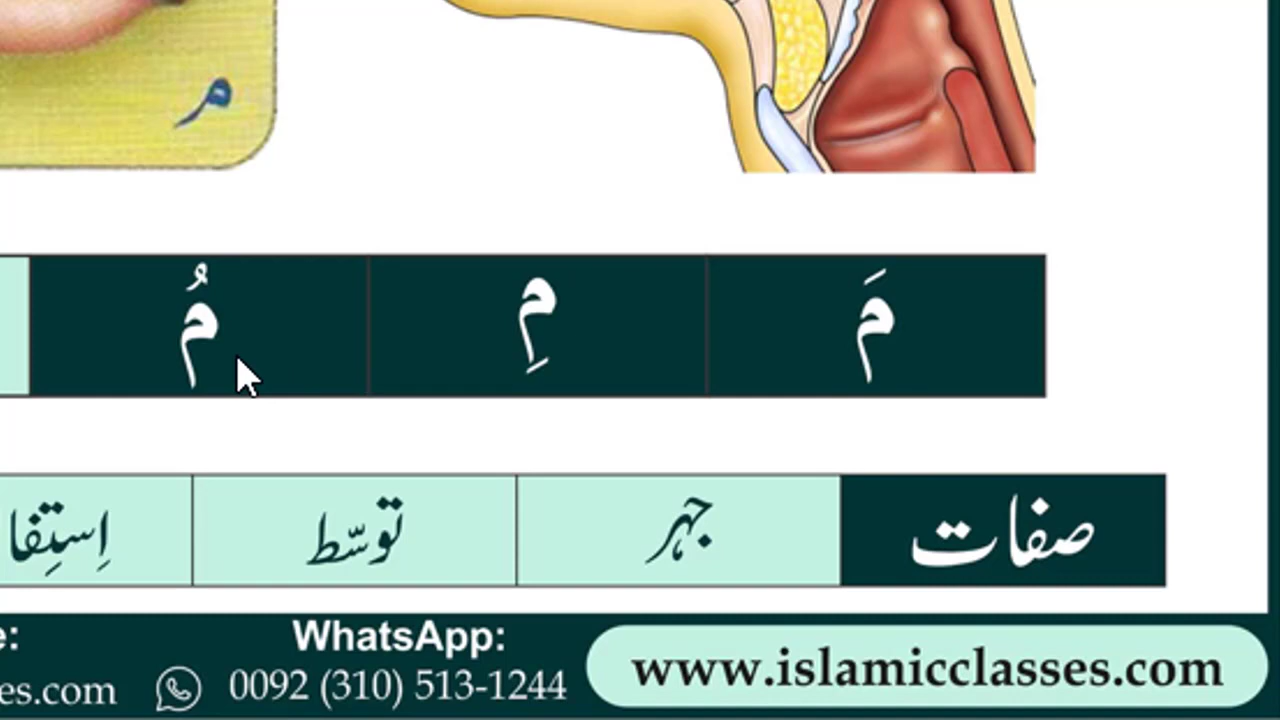 م
مَ مِ مُ
صفات جہر توسّط
WhatsApp:
0092 (310) 513-1244
www.islamicclasses.com